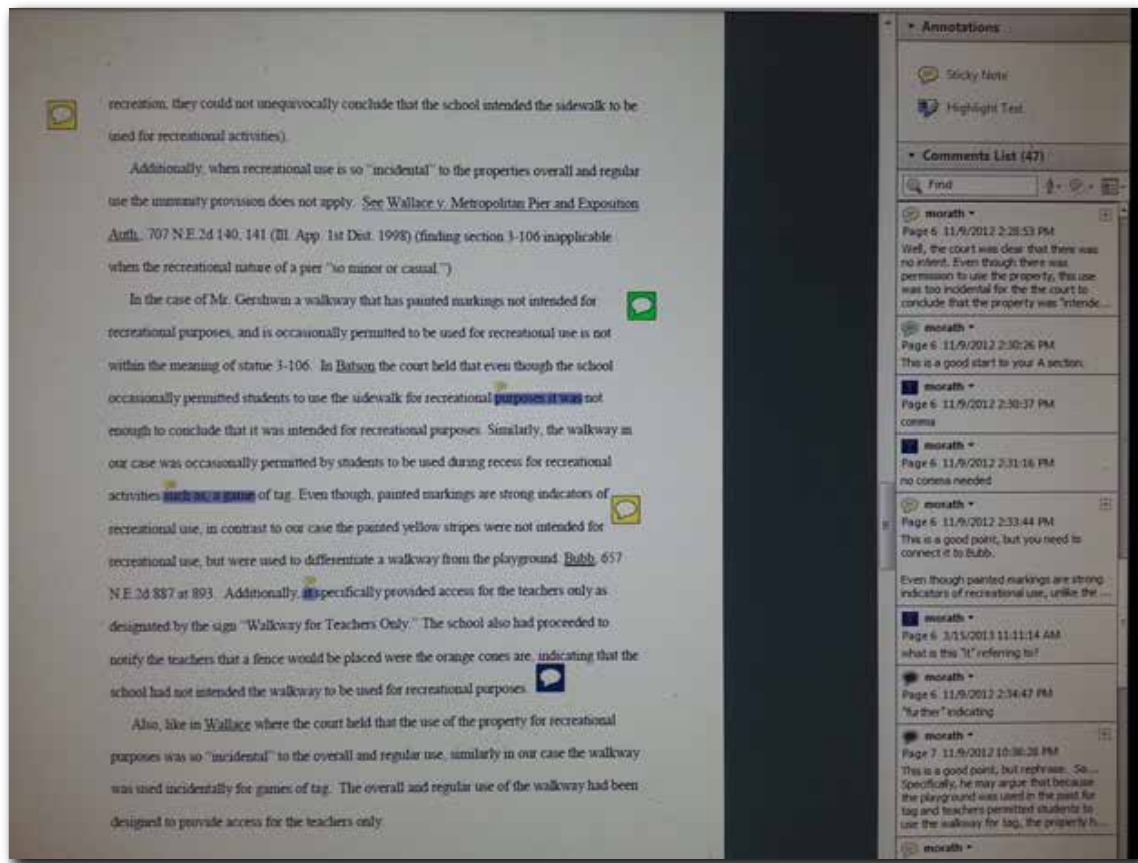 recreation, they could not unequivocally conclude that the school intended the sidewalk to be
used for recreational activities).
Additionally, when recreational use is so "incidental" to the properties overall and regular
use the immunity provision does not apply. See Wallace v. Metropolitan Pier and Exposition
Auth., 707 N.E.2d 140, 141 (Ill. App. 1st Dist. 1998) (finding section 3-106 inapplicable
when the recreational nature of a pier "so minor or casual.")
In the case of Mr. Gershwin a walkway that has painted markings not intended for
recreational purposes, and is occasionally permitted to be used for recreational use is not
within the meaning of statue 3-106. In Batson the court held that even though the school
occasionally permitted students to use the sidewalk for recreational purposes it was not
enough to conclude that it was intended for recreational purposes. Similarly, the walkway in
our case was occasionally permitted by students to be used during recess for recreational
activities such as, a game of tag. Even though, painted markings are strong indicators of
recreational use, in contrast to our case the painted yellow stripes were not intended for
recreational use, but were used to differentiate a walkway from the playground. Bubb, 657
N.E.2d 887 at 893. Additionally, it specifically provided access for the teachers only as
designated by the sign "Walkway for Teachers Only." The school also had proceeded to
notify the teachers that a fence would be placed were the orange cones are, indicating that the
school had not intended the walkway to be used for recreational purposes.
Also, like in Wallace where the court held that the use of the property for recreational
purposes was so "incidental" to the overall and regular use, similarly in our case the walkway
was used incidentally for games of tag. The overall and regular use of the walkway had been
designed to provide access for the teachers only.
Annotations
Sticky Note
Highlight Text
Comments List (47)
Find
morath
Page 6 11/9/2012 2:28:53 PM
Well, the court was clear that there was
no intent. Even though there was
permission to use the property, this use
was too incidental for the the court to
conclude that the property was "intende...
morath
Page 6 11/9/2012 2:30:26 PM
This is a good start to your A section.
morath
Page 6 11/9/2012 2:30:37 PM
comma
morath
Page 6 11/9/2012 2:31:16 PM
no comma needed
morath
Page 6 11/9/2012 2:33:44 PM
This is a good point, but you need to
connect it to Bubb.
Even though painted markings are strong
indicators of recreational use, unlike the ...
morath
Page 6 3/15/2013 11:11:14 AM
what is this "it" referring to?
morath
Page 6 11/9/2012 2:34:47 PM
"further" indicating
morath
Page 7 11/9/2012 10:38:28 PM
This is a good point, but rephrase. So...
Specifically, he may argue that because
the playground was used in the past for
tag and teachers permitted students to
use the walkway for tag, the property h...
morath